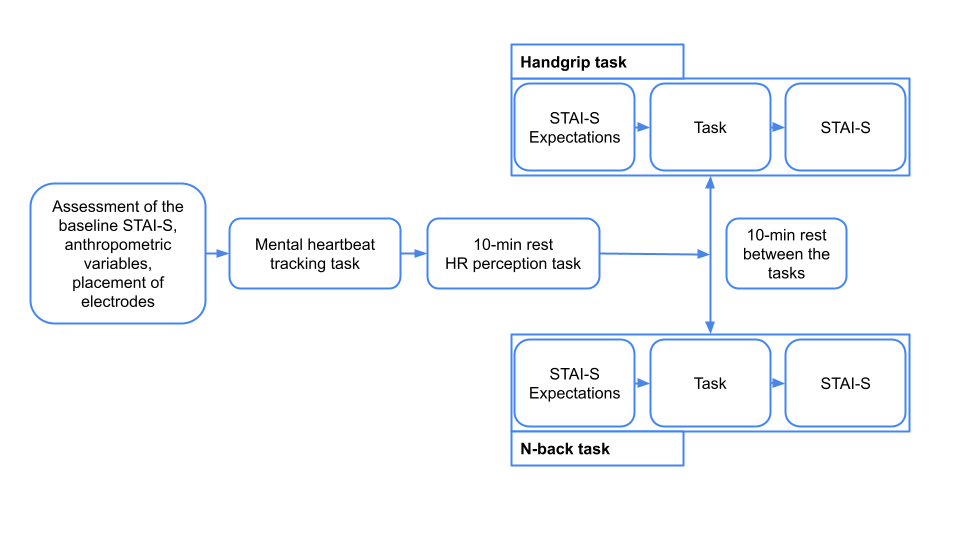 Handgrip task
STAI-S
Expectations
Task
STAI-S
Assessment of the
baseline STAI-S,
anthropometric
variables,
placement of
electrodes
Mental heartbeat
tracking task
10-min rest
HR perception task
10-min rest
between the
tasks
STAI-S
Expectations
Task
STAI-S
N-back task